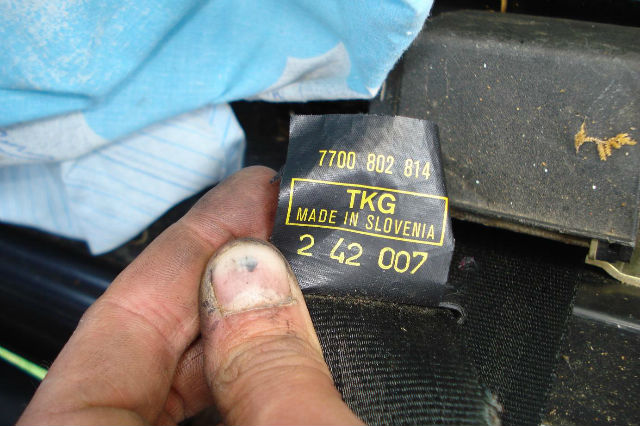 7700 802 814
TKG
MADE IN SLOVENIA
2 42 007